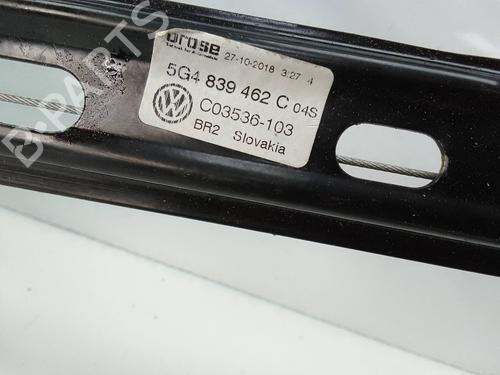 brose 27-10-2018 3:27 4
5G4 839 462 C 04S
C03536-103
BR2 Slovakia
B-PARTS